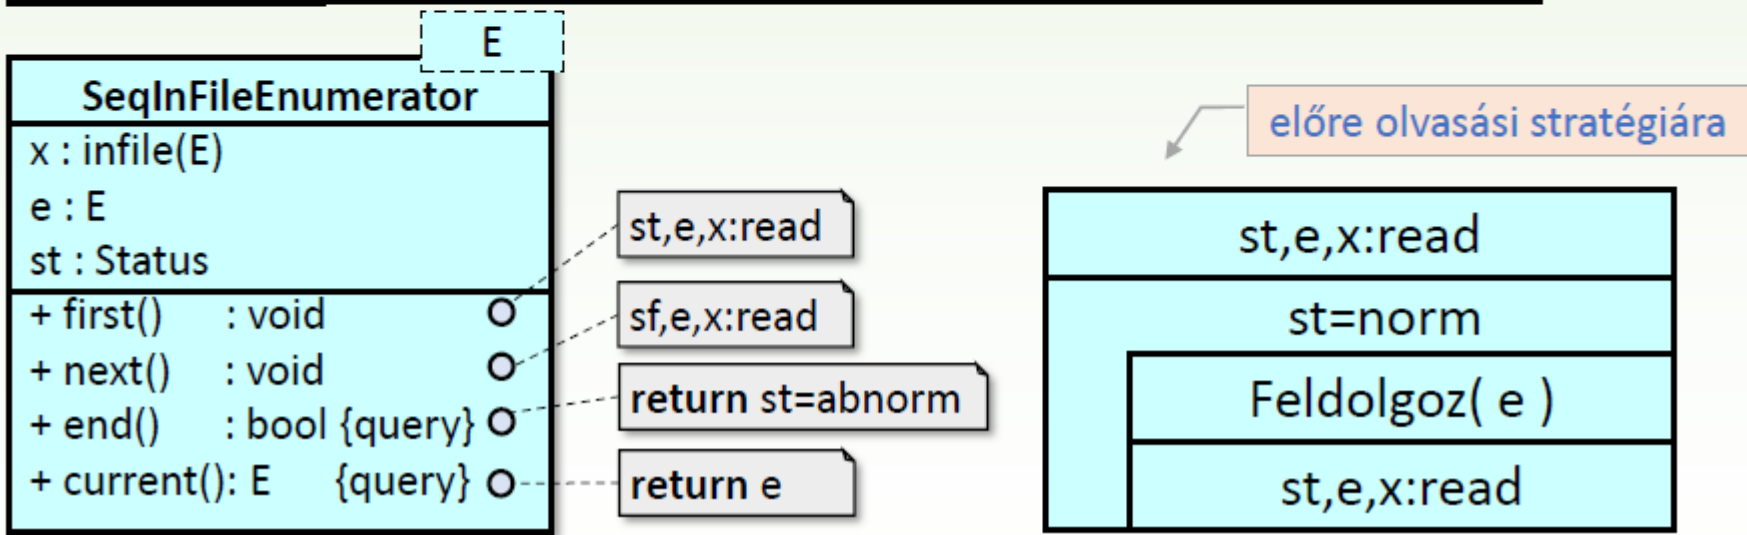 E
SeqInFileEnumerator
x : infile(E)
e : E
st : Status
+ first() : void
+ next() : void
+ end() : bool {query}
+ current(): E {query}
st,e,x:read
sf,e,x:read
return st=abnorm
return e
előre olvasási stratégiára
st,e,x:read
st=norm
Feldolgoz( e )
st,e,x:read